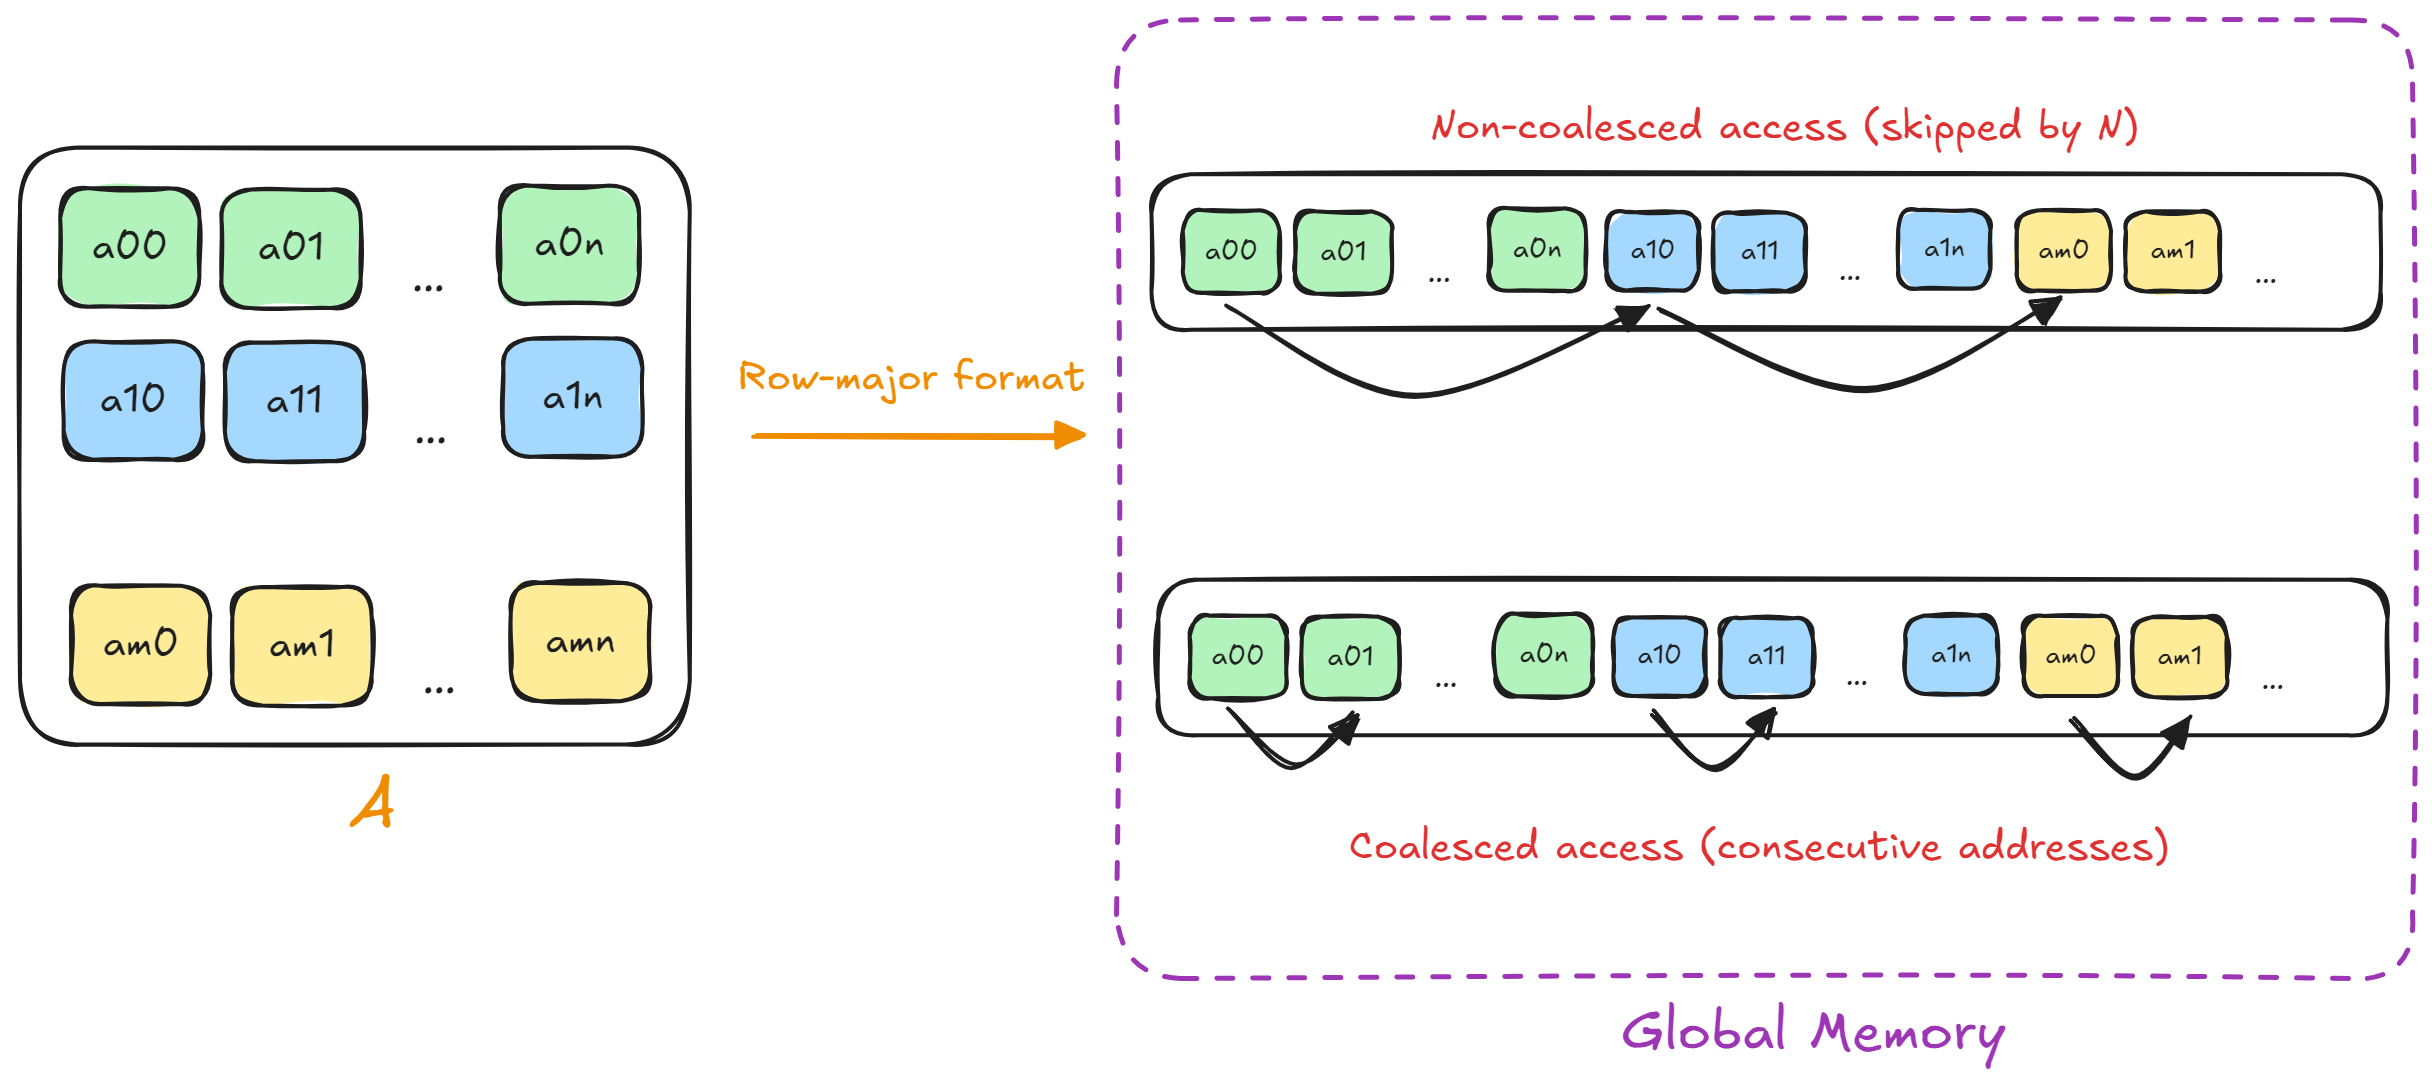 a00 a01 ... a0n
a10 a11 ... a1n
am0 am1 ... amn
A
Row-major format
Non-coalesced access (skipped by N)
a00 a01 ... a0n a10 a11 ... a1n am0 am1 ...
a00 a01 ... a0n a10 a11 ... a1n am0 am1 ...
Coalesced access (consecutive addresses)
Global Memory